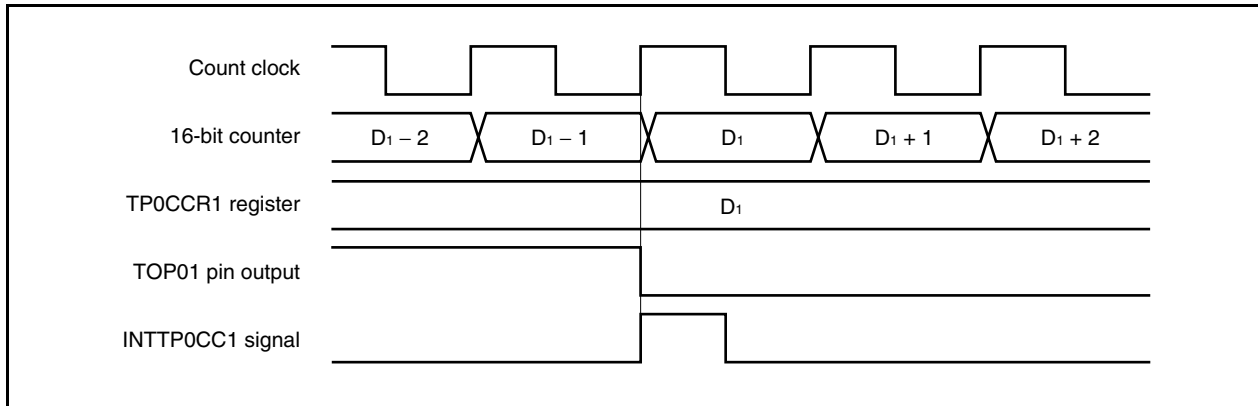 Count clock
16-bit counter
D₁ – 2 D₁ – 1 D₁ D₁ + 1 D₁ + 2
TP0CCR1 register
D₁
TOP01 pin output
INTTP0CC1 signal